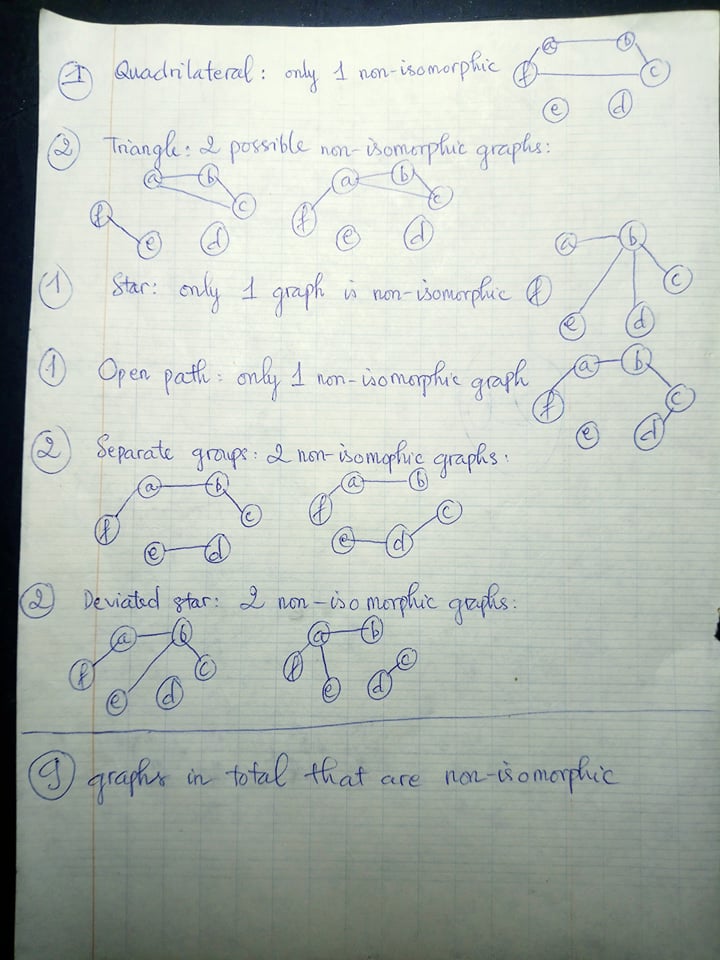 1 Quadrilateral: only 1 non-isomorphic
a b
f c
e d
2 Triangle: 2 possible non-isomorphic graphs:
a b a b
c c
f f
e d e d
1 Star: only 1 graph is non-isomorphic
a b
f c
e d
1 Open path: only 1 non-isomorphic graph
a b
f c
e d
2 Separate groups: 2 non-isomophic graphs:
a b a b
f c f c
e d e d
2 Deviated star: 2 non-isomorphic graphs:
a b a b
f c f c
e d e d
9 graphs in total that are non-isomorphic